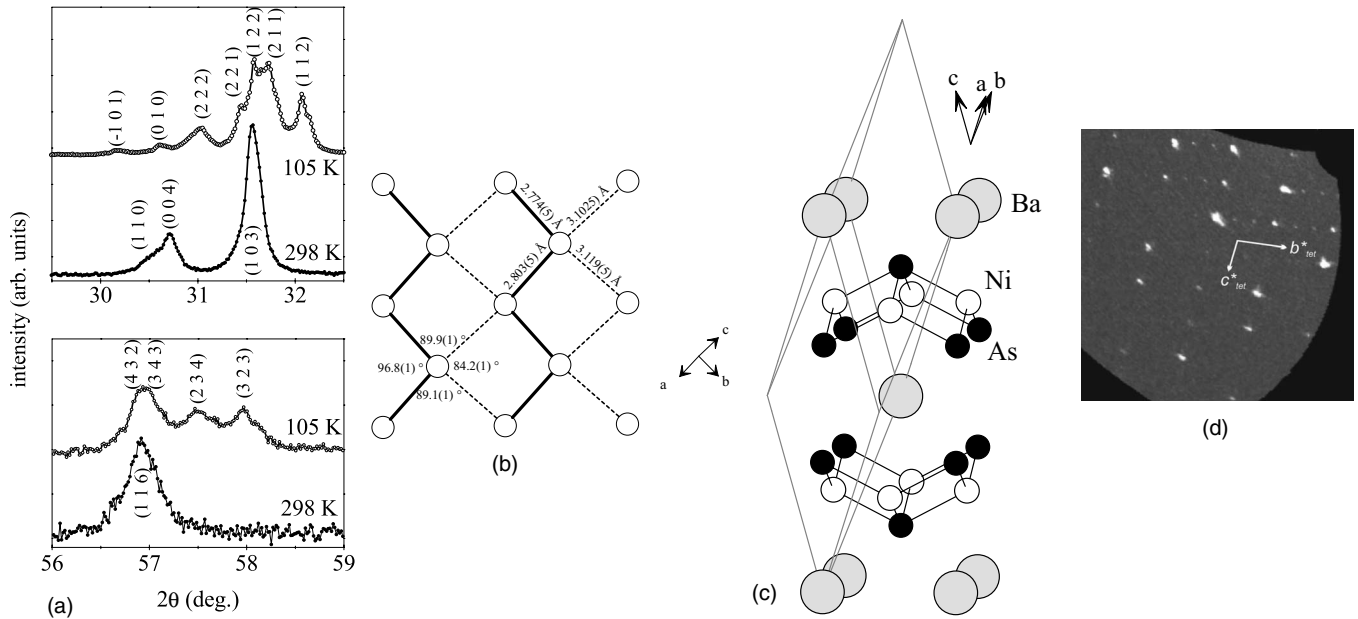 intensity (arb. units)
(-1 0 1)
(0 1 0)
(2 2 2)
(2 2 1)
(1 2 2)
(2 1 1)
(1 1 2)
105 K
(1 1 0)
(0 0 4)
(1 0 3)
298 K
30
31
32
(4 3 2)
(3 4 3)
(2 3 4)
(3 2 3)
105 K
(1 1 6)
298 K
56
57
58
59
2θ (deg.)
(a)
2.774(5) Å
3.1025) Å
2.803(5) Å
3.119(5) Å
89.9(1) °
96.8(1) °
84.2(1) °
89.1(1) °
(b)
c
a
b
c
a
b
Ba
Ni
As
(c)
b*tet
c*tet
(d)